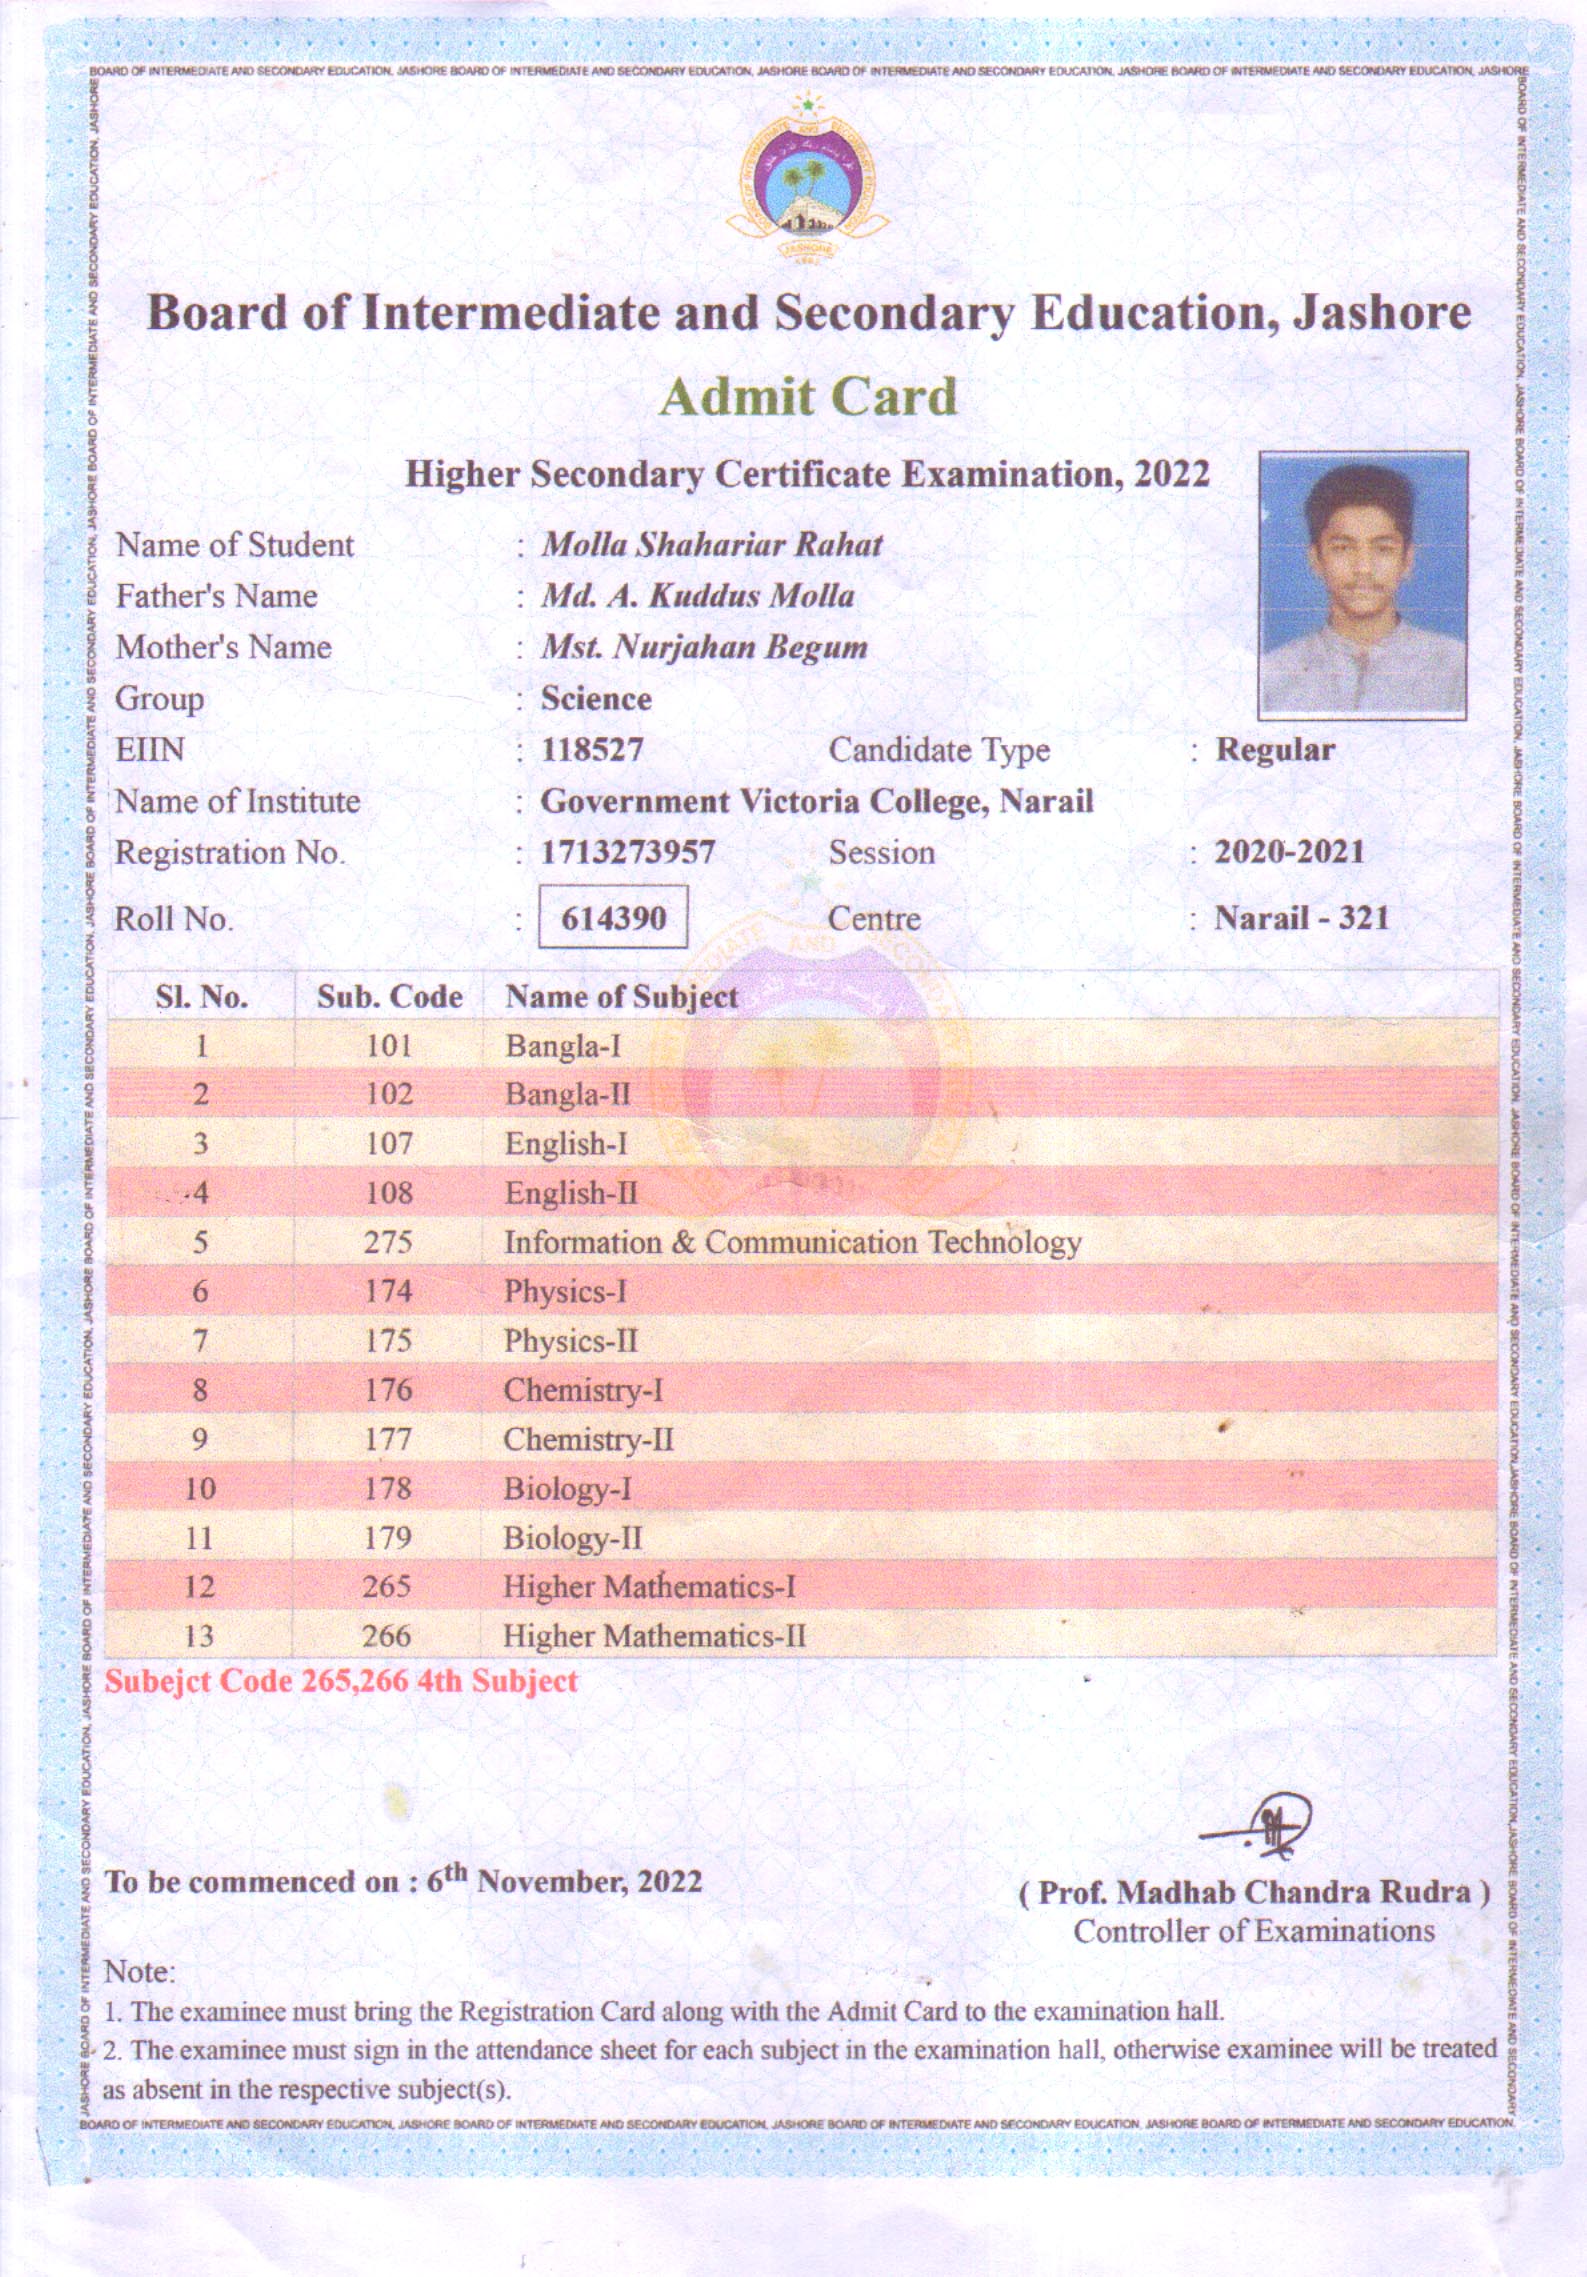 BOARD OF INTERMEDIATE AND SECONDARY EDUCATION, JASHORE BOARD OF INTERMEDIATE AND SECONDARY EDUCATION, JASHORE BOARD OF INTERMEDIATE AND SECONDARY EDUCATION, JASHORE BOARD OF INTERMEDIATE AND SECONDARY EDUCATION, JASHORE
BOARD OF INTERMEDIATE AND SECONDARY EDUCATION
JASHORE
Board of Intermediate and Secondary Education, Jashore
Admit Card
Higher Secondary Certificate Examination, 2022
Name of Student : Molla Shahariar Rahat
Father's Name : Md. A. Kuddus Molla
Mother's Name : Mst. Nurjahan Begum
Group : Science
EIIN : 118527 Candidate Type : Regular
Name of Institute : Government Victoria College, Narail
Registration No. : 1713273957 Session : 2020-2021
Roll No. : 614390 Centre : Narail - 321
Sl. No. Sub. Code Name of Subject
1 101 Bangla-I
2 102 Bangla-II
3 107 English-I
4 108 English-II
5 275 Information & Communication Technology
6 174 Physics-I
7 175 Physics-II
8 176 Chemistry-I
9 177 Chemistry-II
10 178 Biology-I
11 179 Biology-II
12 265 Higher Mathematics-I
13 266 Higher Mathematics-II
Subejct Code 265,266 4th Subject
To be commenced on : 6th November, 2022
( Prof. Madhab Chandra Rudra )
Controller of Examinations
Note:
1. The examinee must bring the Registration Card along with the Admit Card to the examination hall.
2. The examinee must sign in the attendance sheet for each subject in the examination hall, otherwise examinee will be treated
as absent in the respective subject(s).
BOARD OF INTERMEDIATE AND SECONDARY EDUCATION, JASHORE BOARD OF INTERMEDIATE AND SECONDARY EDUCATION, JASHORE BOARD OF INTERMEDIATE AND SECONDARY EDUCATION, JASHORE BOARD OF INTERMEDIATE AND SECONDARY EDUCATION.